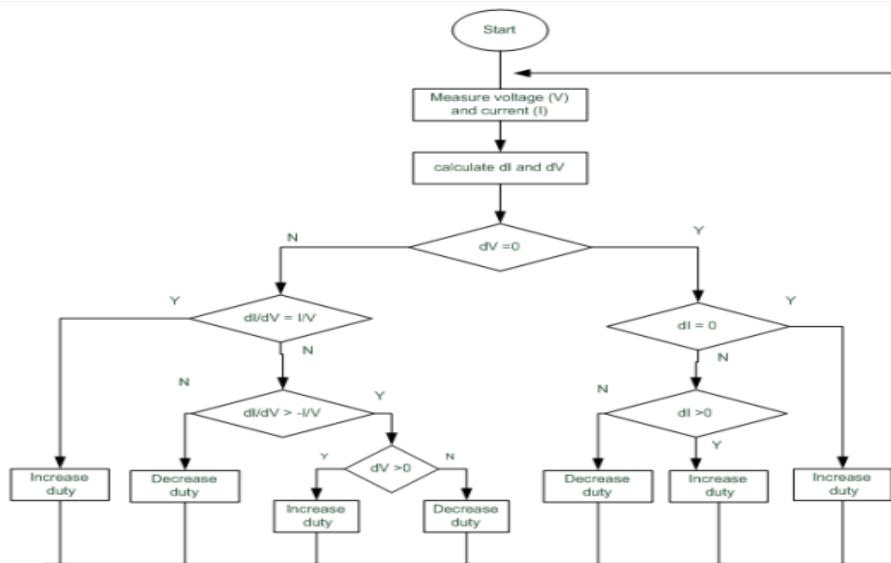 Start
Measure voltage (V)
and current (I)
calculate dI and dV
dV =0
N
Y
dI/dV = I/V
Y
N
dI = 0
Y
N
dI/dV > -I/V
N
Y
dI >0
N
Y
dV >0
Y
N
Increase
duty
Decrease
duty
Increase
duty
Decrease
duty
Decrease
duty
Increase
duty
Increase
duty